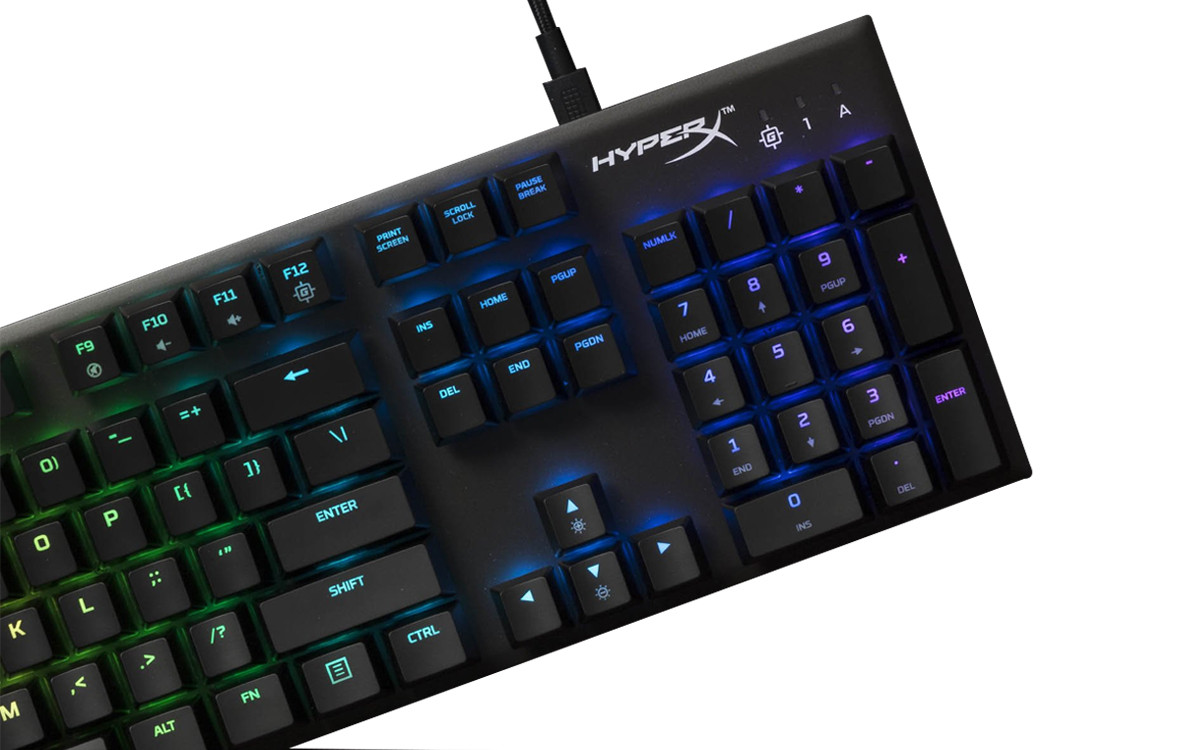 HYPERX™
1 A
PAUSE
BREAK
SCROLL
LOCK
PRINT
SCREEN
F12
F11
F10
F9
NUMLK / * -
INS HOME PGUP
7 8 9 +
HOME PGUP
DEL END PGDN
4 5 6
0) -_ =+ ←
1 2 3 ENTER
END PGDN
O P [{ ]} \|
0 .
INS DEL
K L :; '" ENTER
M ,< .> /? SHIFT
ALT FN CTRL